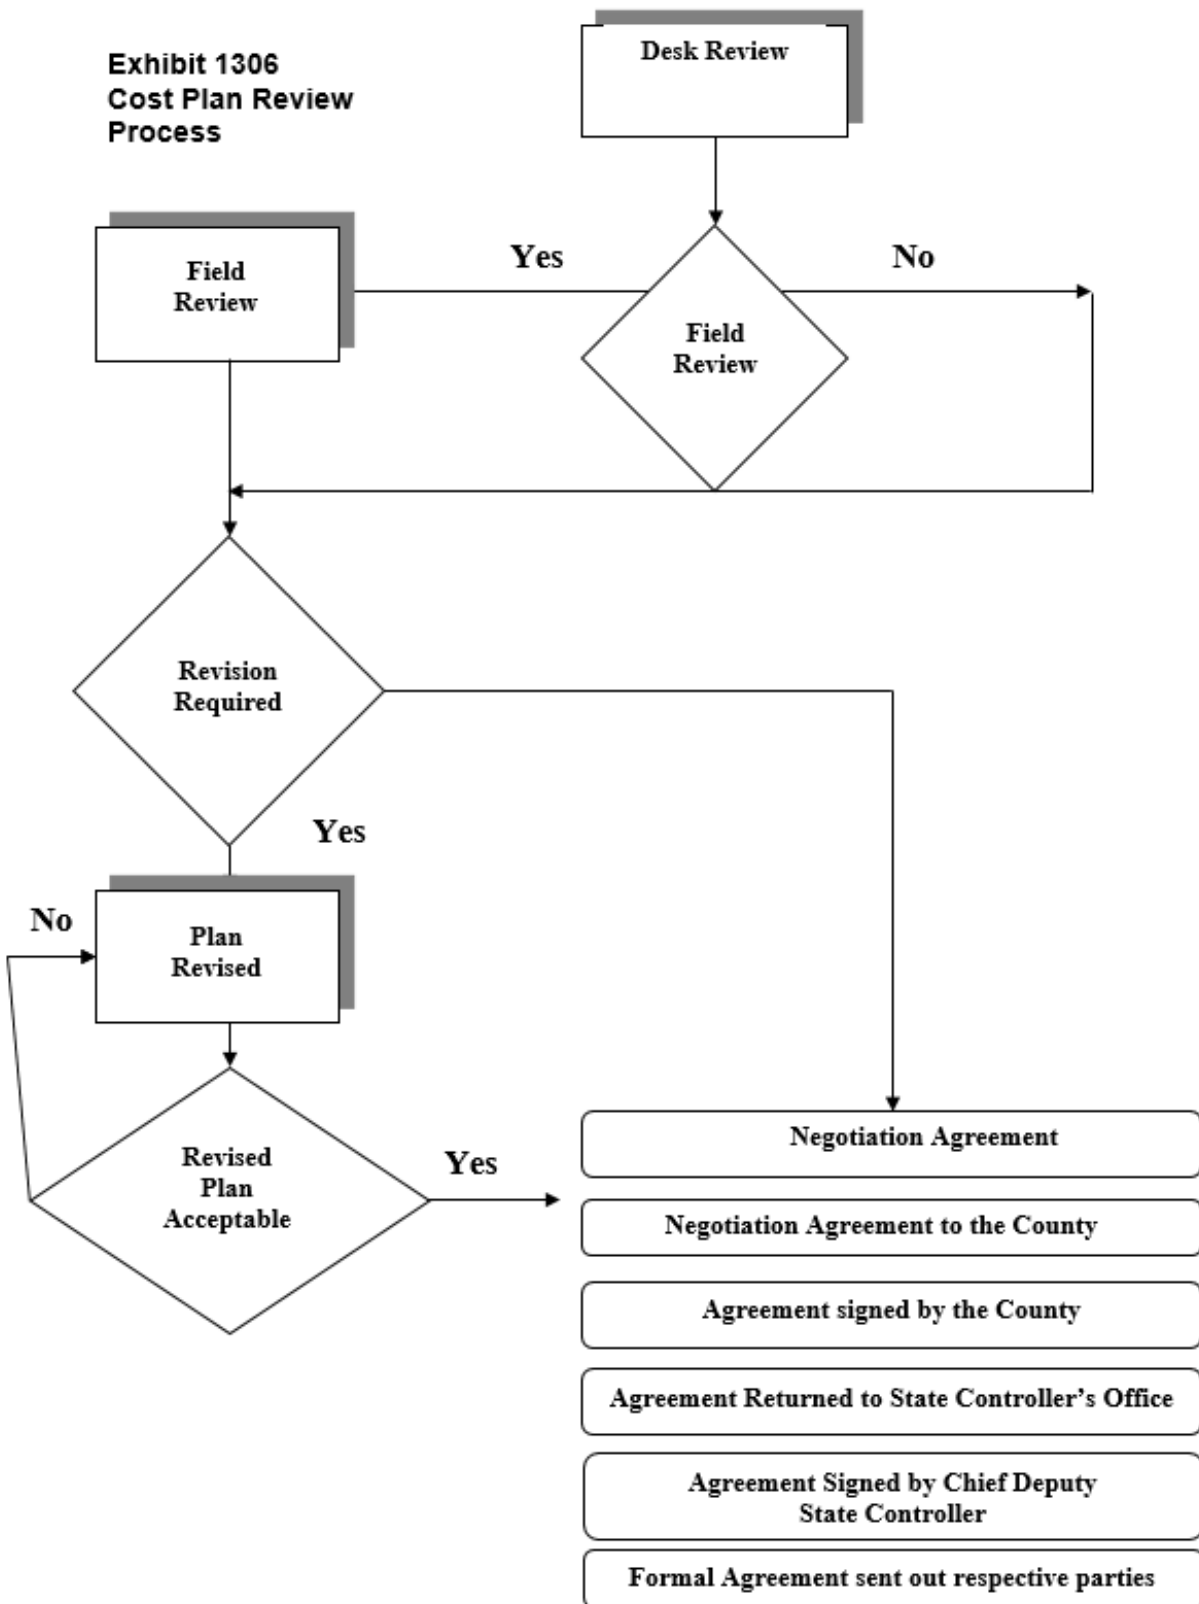 Exhibit 1306
Cost Plan Review
Process
Desk Review
Field
Review
Yes
No
Field
Review
Revision
Required
Yes
No
Plan
Revised
Revised
Plan
Acceptable
Yes
Negotiation Agreement
Negotiation Agreement to the County
Agreement signed by the County
Agreement Returned to State Controller’s Office
Agreement Signed by Chief Deputy
State Controller
Formal Agreement sent out respective parties